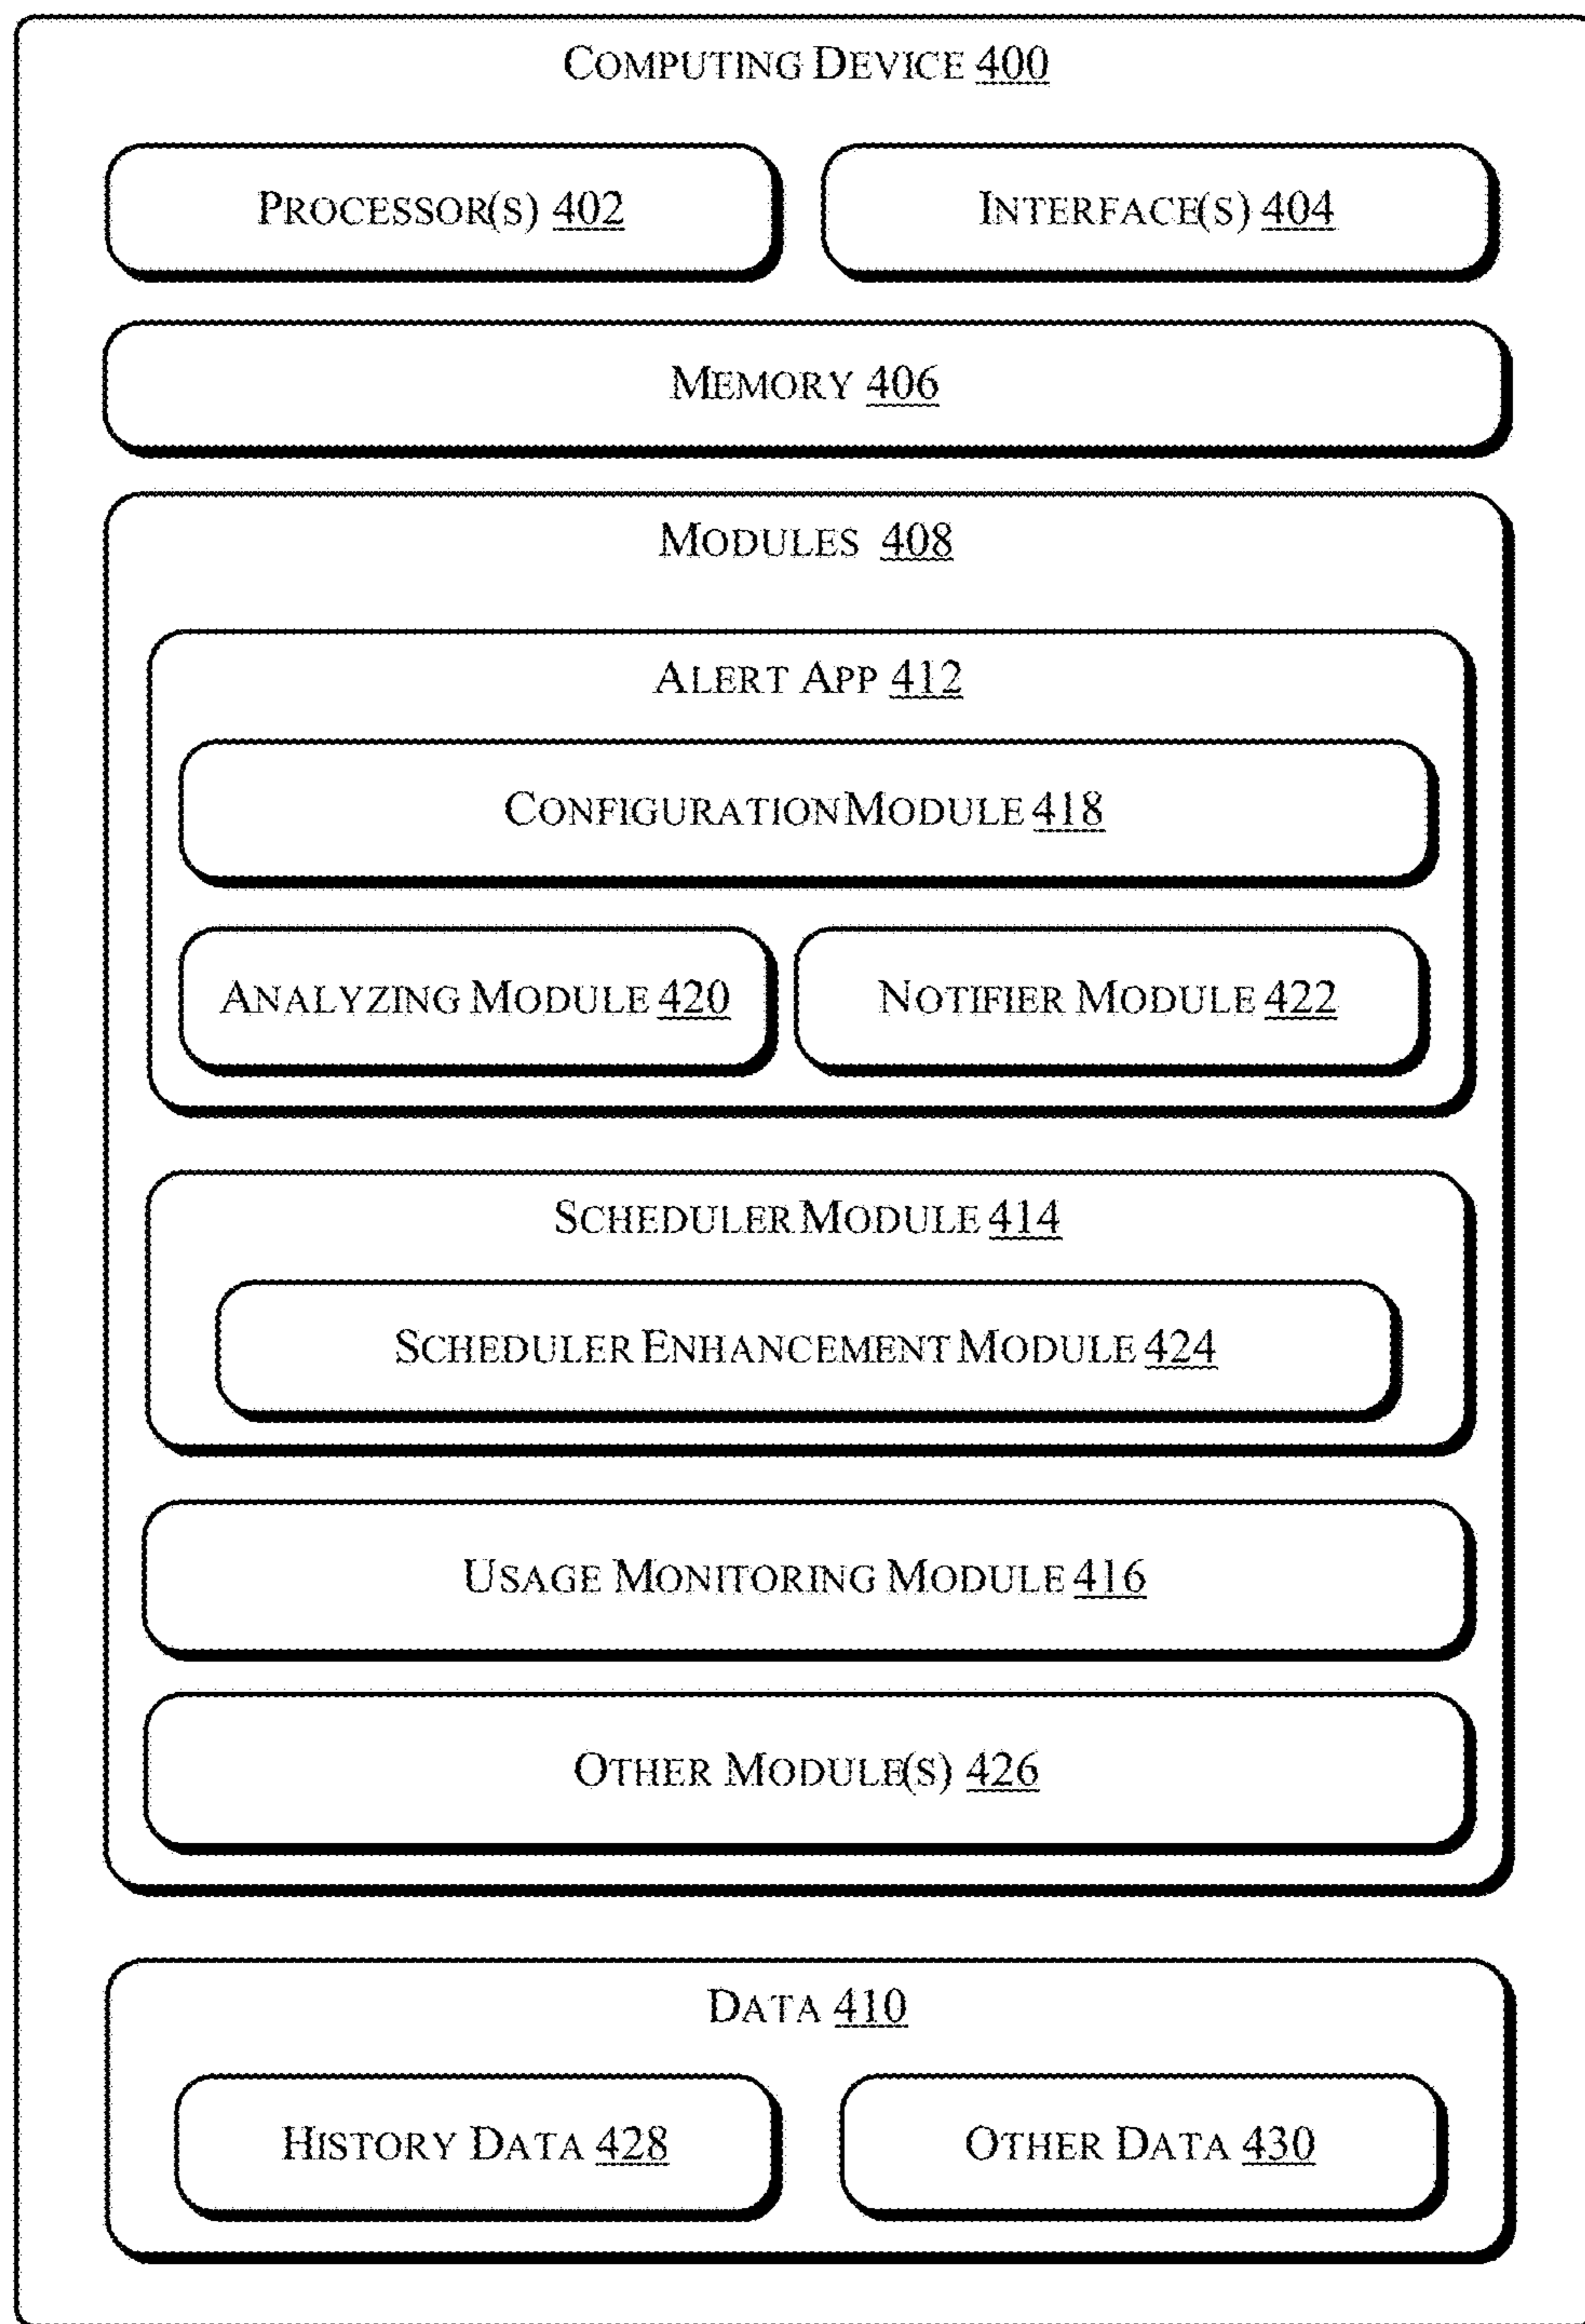 COMPUTING DEVICE 400
PROCESSOR(S) 402
INTERFACE(S) 404
MEMORY 406
MODULES 408
ALERT APP 412
CONFIGURATION MODULE 418
ANALYZING MODULE 420
NOTIFIER MODULE 422
SCHEDULER MODULE 414
SCHEDULER ENHANCEMENT MODULE 424
USAGE MONITORING MODULE 416
OTHER MODULE(S) 426
DATA 410
HISTORY DATA 428
OTHER DATA 430